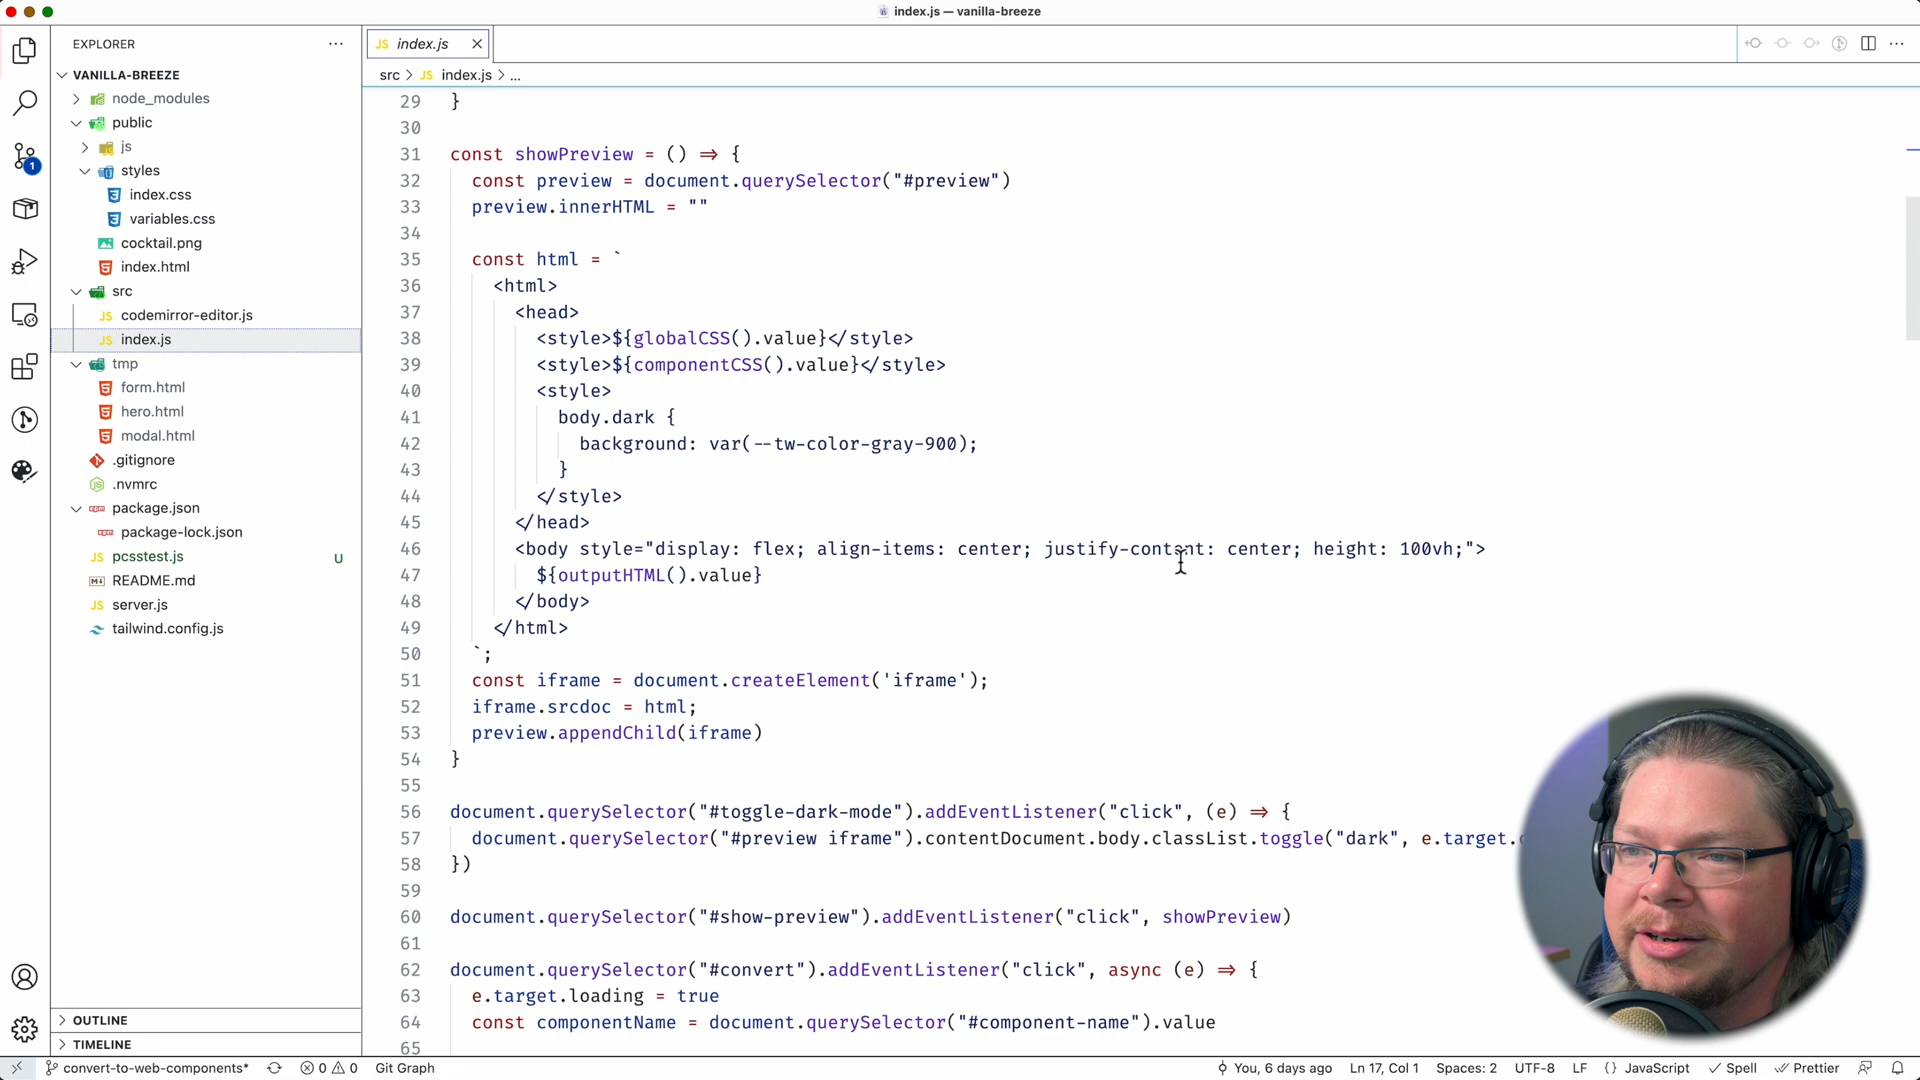 index.js — vanilla-breeze
EXPLORER
VANILLA-BREEZE
node_modules
public
js
styles
index.css
variables.css
cocktail.png
index.html
src
codemirror-editor.js
index.js
tmp
form.html
hero.html
modal.html
.gitignore
.nvmrc
package.json
package-lock.json
pcsstest.js U
README.md
server.js
tailwind.config.js
OUTLINE
TIMELINE
1
JS index.js
src > JS index.js > ...
29 }
30
31 const showPreview = () => {
32 const preview = document.querySelector("#preview")
33 preview.innerHTML = ""
34
35 const html = `
36 <html>
37 <head>
38 <style>${globalCSS().value}</style>
39 <style>${componentCSS().value}</style>
40 <style>
41 body.dark {
42 background: var(--tw-color-gray-900);
43 }
44 </style>
45 </head>
46 <body style="display: flex; align-items: center; justify-content: center; height: 100vh;">
47 ${outputHTML().value}
48 </body>
49 </html>
50 `;
51 const iframe = document.createElement('iframe');
52 iframe.srcdoc = html;
53 preview.appendChild(iframe)
54 }
55
56 document.querySelector("#toggle-dark-mode").addEventListener("click", (e) => {
57 document.querySelector("#preview iframe").contentDocument.body.classList.toggle("dark", e.target.
58 })
59
60 document.querySelector("#show-preview").addEventListener("click", showPreview)
61
62 document.querySelector("#convert").addEventListener("click", async (e) => {
63 e.target.loading = true
64 const componentName = document.querySelector("#component-name").value
65
convert-to-web-components* 0 0 Git Graph You, 6 days ago Ln 17, Col 1 Spaces: 2 UTF-8 LF {} JavaScript Spell Prettier